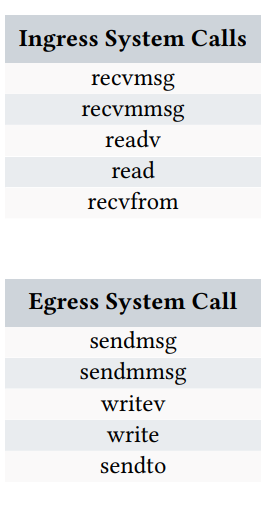 Ingress System Calls
recvmsg
recvmmsg
readv
read
recvfrom
Egress System Call
sendmsg
sendmmsg
writev
write
sendto